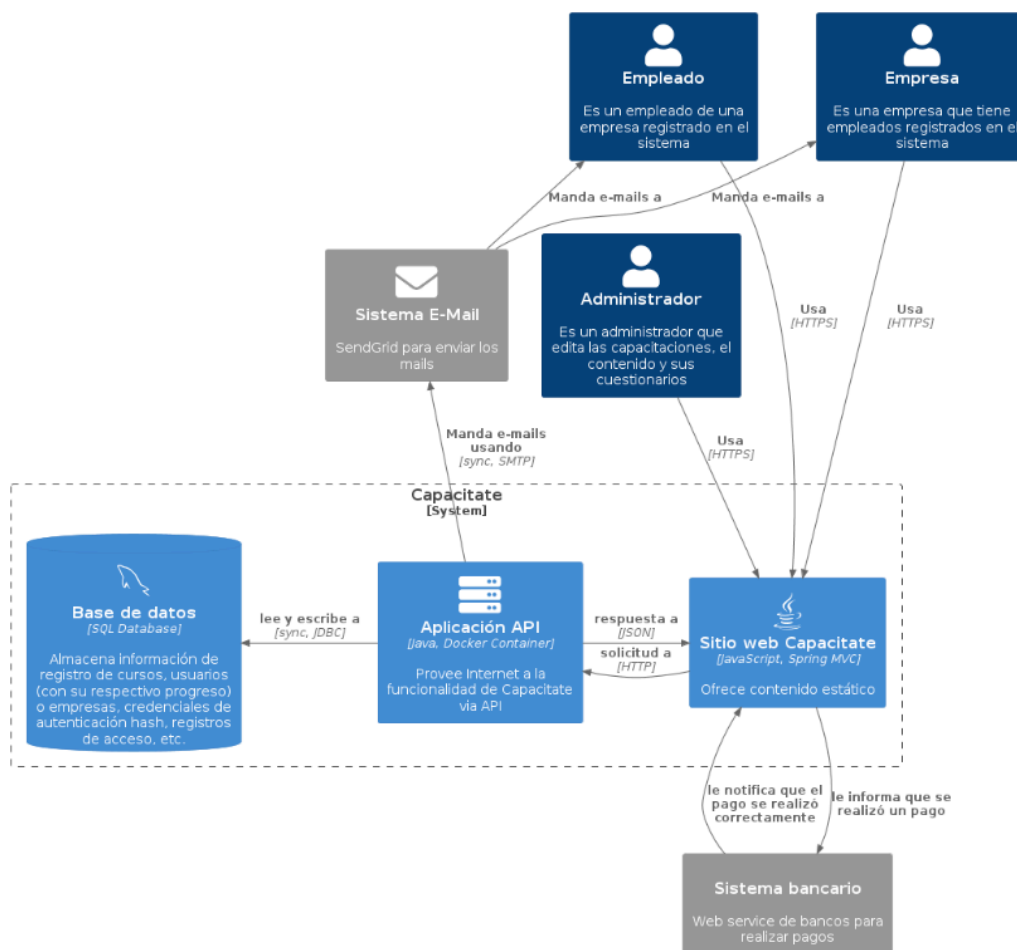 Empleado
Es un empleado de una
empresa registrado en el
sistema
Empresa
Es una empresa que tiene
empleados registrados en el
sistema
Manda e-mails a
Manda e-mails a
Sistema E-Mail
SendGrid para enviar los
mails
Administrador
Es un administrador que
edita las capacitaciones, el
contenido y sus
cuestionarios
Usa
[HTTPS]
Usa
[HTTPS]
Manda e-mails
usando
[sync, SMTP]
Usa
[HTTPS]
Capacitate
[System]
Base de datos
[SQL Database]
Almacena información de
registro de cursos, usuarios
(con su respectivo progreso)
o empresas, credenciales de
autenticación hash, registros
de acceso, etc.
lee y escribe a
[sync, JDBC]
Aplicación API
[Java, Docker Container]
Provee Internet a la
funcionalidad de Capacitate
via API
respuesta a
[JSON]
solicitud a
[HTTP]
Sitio web Capacitate
[JavaScript, Spring MVC]
Ofrece contenido estático
le notifica que el
pago se realizó
correctamente
le informa que se
realizó un pago
Sistema bancario
Web service de bancos para
realizar pagos